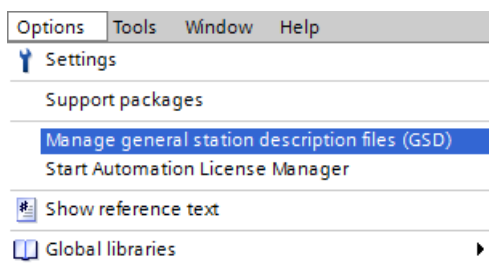 Options Tools Window Help
Settings
Support packages
Manage general station description files (GSD)
Start Automation License Manager
Show reference text
Global libraries